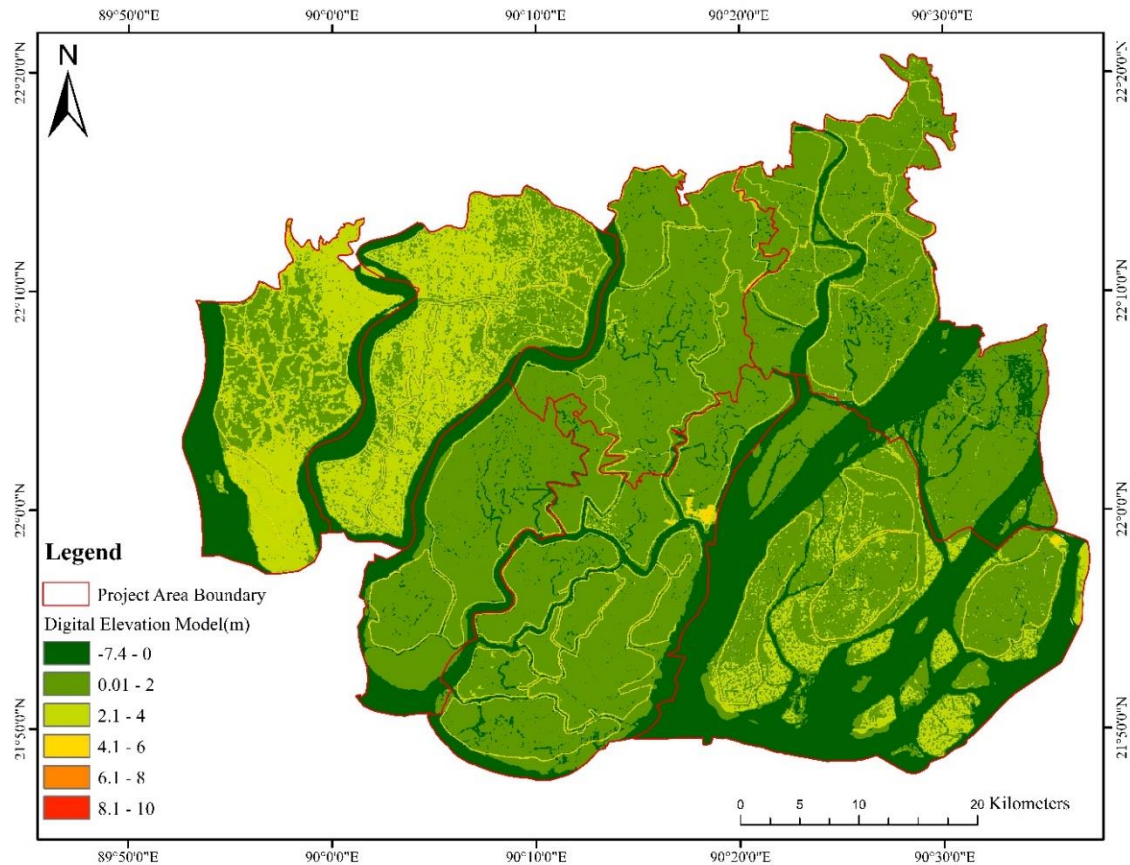 89°50'0"E 90°0'0"E 90°10'0"E 90°20'0"E 90°30'0"E
N
22°20'0"N 22°20'0"N
22°10'0"N 22°10'0"N
22°0'0"N 22°0'0"N
21°50'0"N 21°50'0"N
Legend
Project Area Boundary
Digital Elevation Model(m)
-7.4 - 0
0.01 - 2
2.1 - 4
4.1 - 6
6.1 - 8
8.1 - 10
0 5 10 20 Kilometers
89°50'0"E 90°0'0"E 90°10'0"E 90°20'0"E 90°30'0"E